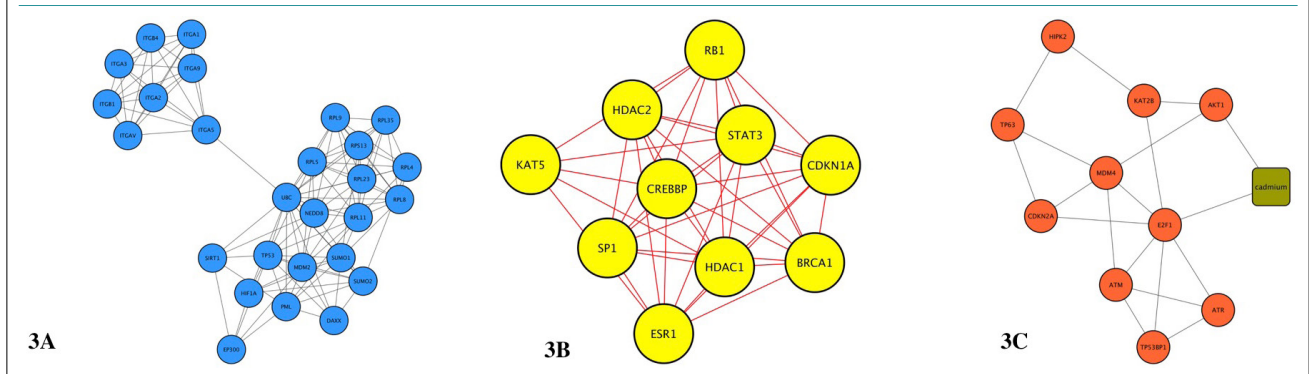 ITGB4
ITGA1
ITGA3
ITGA9
ITGB1
ITGA2
ITGAV
ITGA5
RPL9
RPL35
RPS13
RPL5
RPL4
RPL23
UBC
RPL8
NEDD8
RPL11
SIRT1
TP53
SUMO1
MDM2
SUMO2
HIF1A
PML
DAXX
EP300
3A
RB1
HDAC2
STAT3
KAT5
CDKN1A
CREBBP
SP1
HDAC1
BRCA1
ESR1
3B
HIPK2
KAT2B
AKT1
TP63
MDM4
cadmium
CDKN2A
E2F1
ATM
ATR
TP53BP1
3C